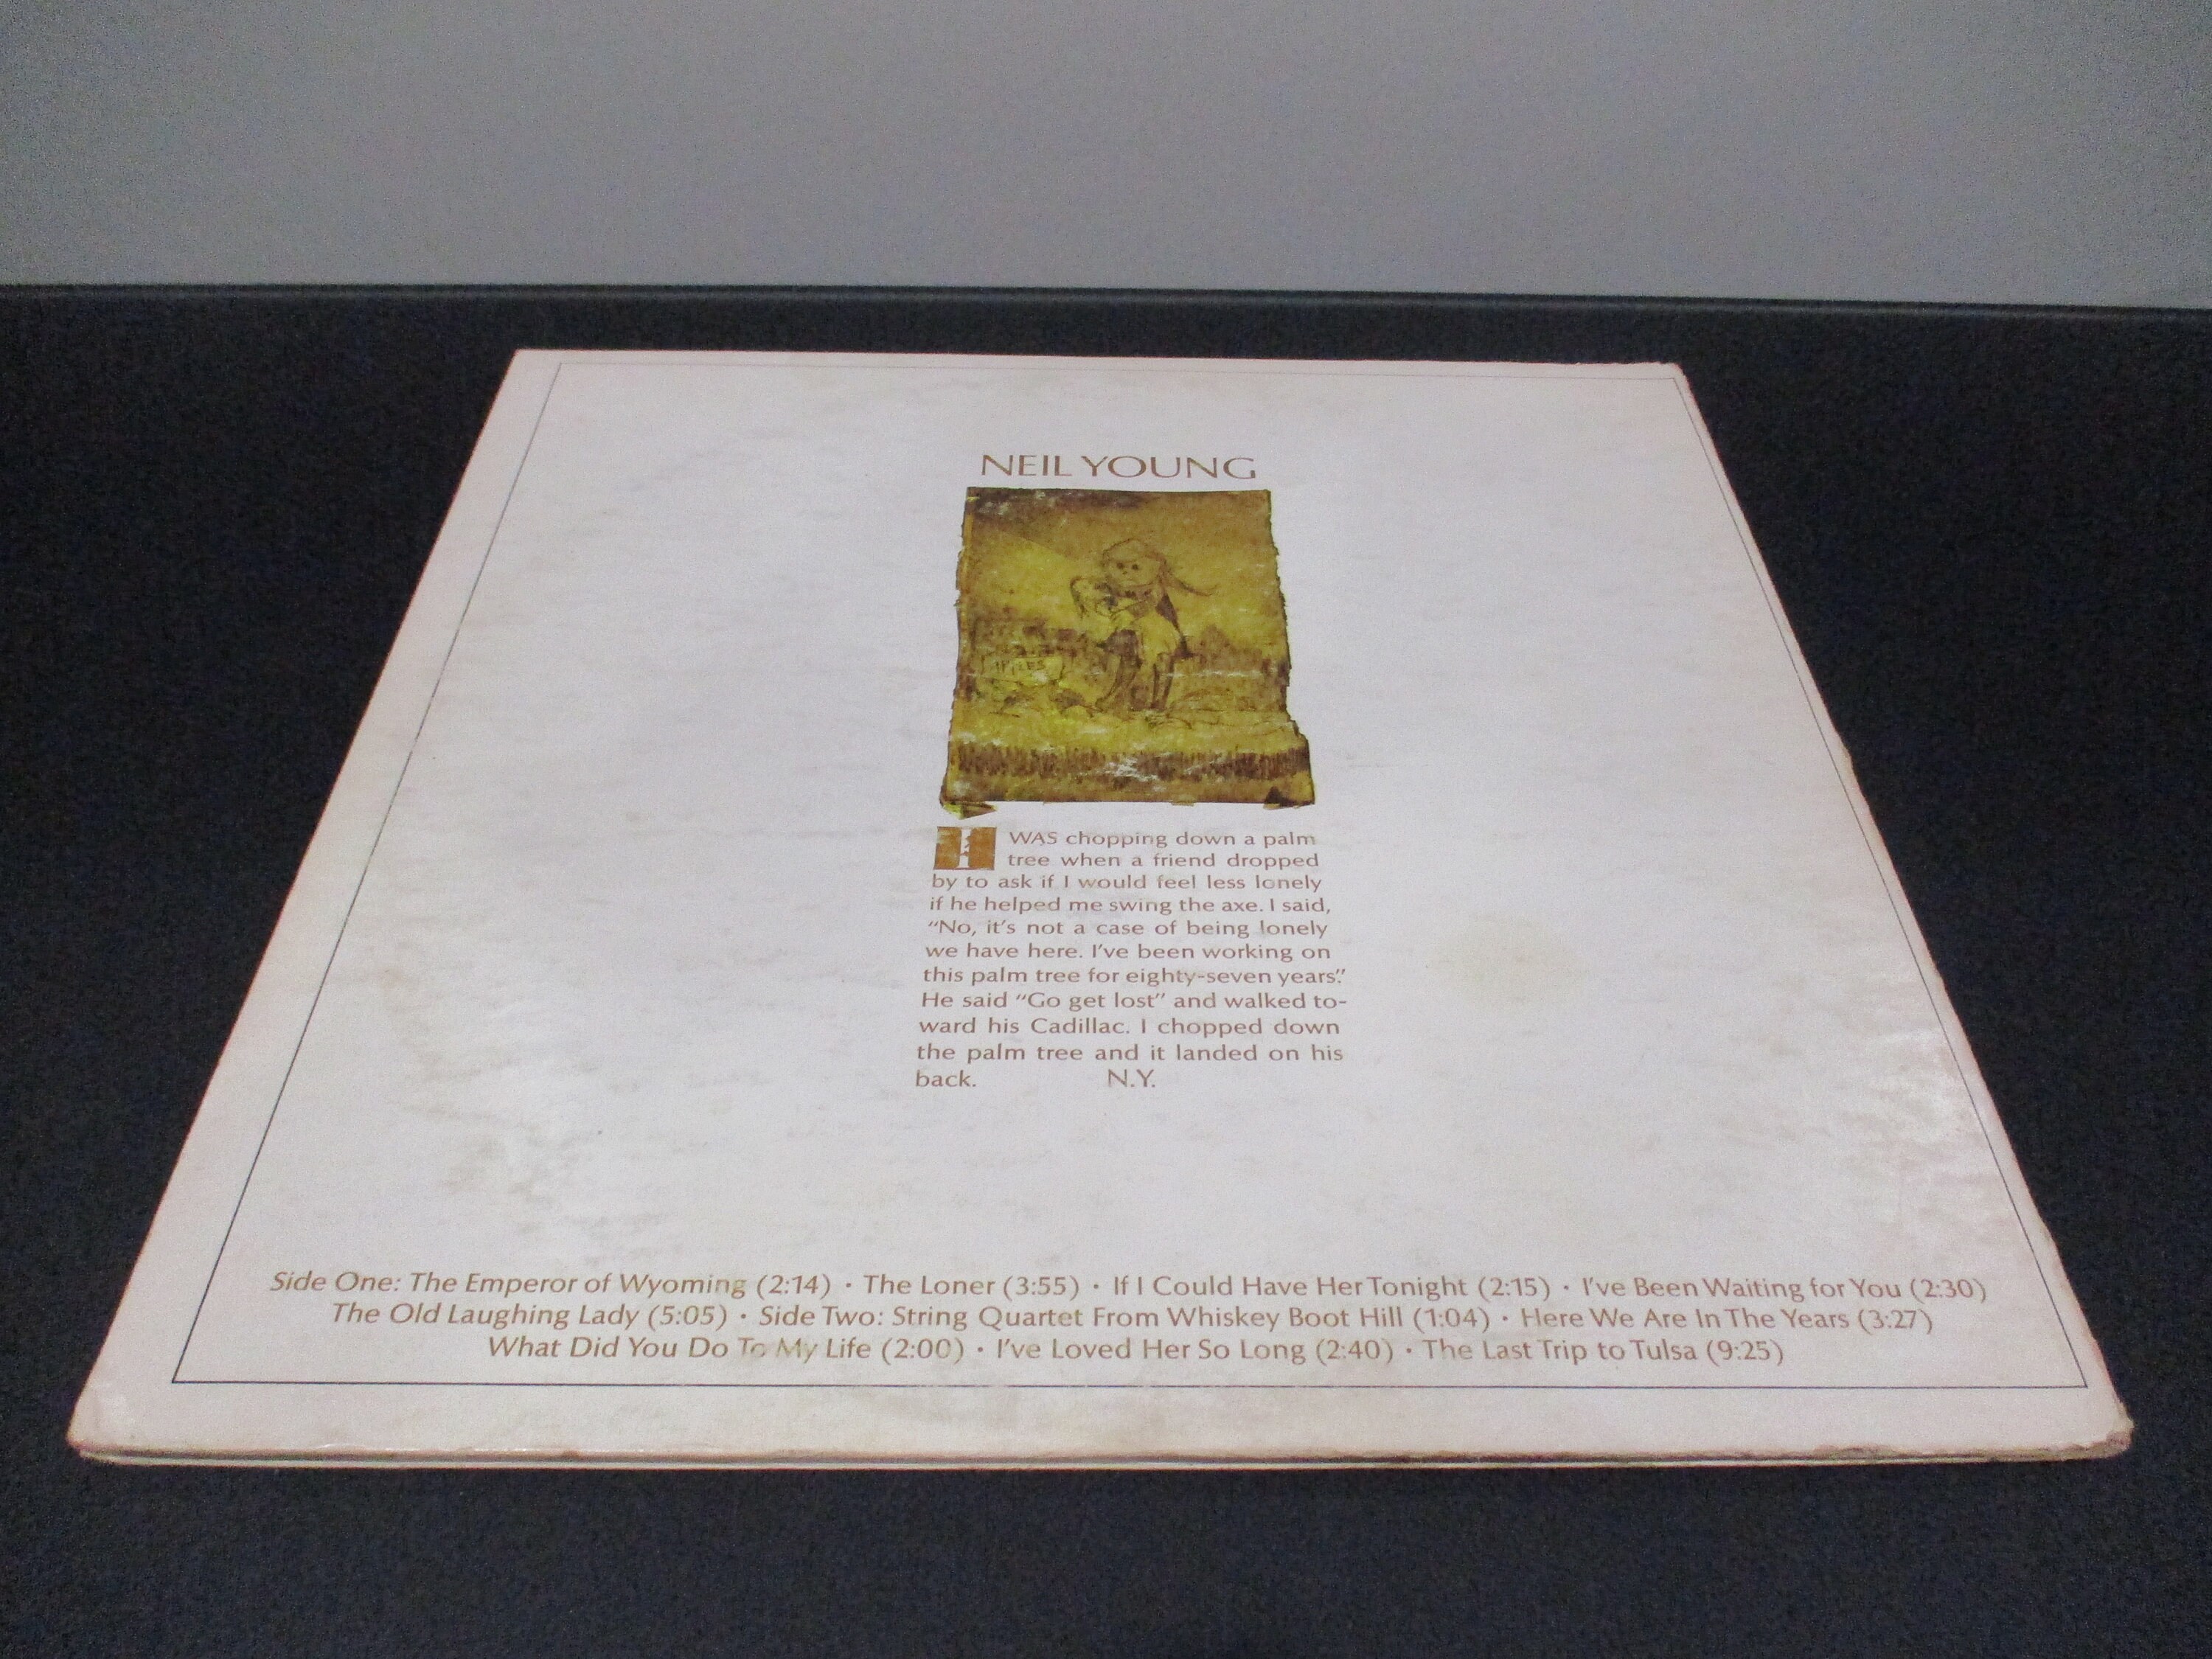 NEIL YOUNG
I WAS chopping down a palm
tree when a friend dropped
by to ask if I would feel less lonely
if he helped me swing the axe. I said,
“No, it's not a case of being lonely
we have here. I've been working on
this palm tree for eighty-seven years.”
He said “Go get lost” and walked to-
ward his Cadillac. I chopped down
the palm tree and it landed on his
back. N.Y.
Side One: The Emperor of Wyoming (2:14) · The Loner (3:55) · If I Could Have Her Tonight (2:15) · I've Been Waiting for You (2:30)
The Old Laughing Lady (5:05) · Side Two: String Quartet From Whiskey Boot Hill (1:04) · Here We Are In The Years (3:27)
What Did You Do To My Life (2:00) · I've Loved Her So Long (2:40) · The Last Trip to Tulsa (9:25)